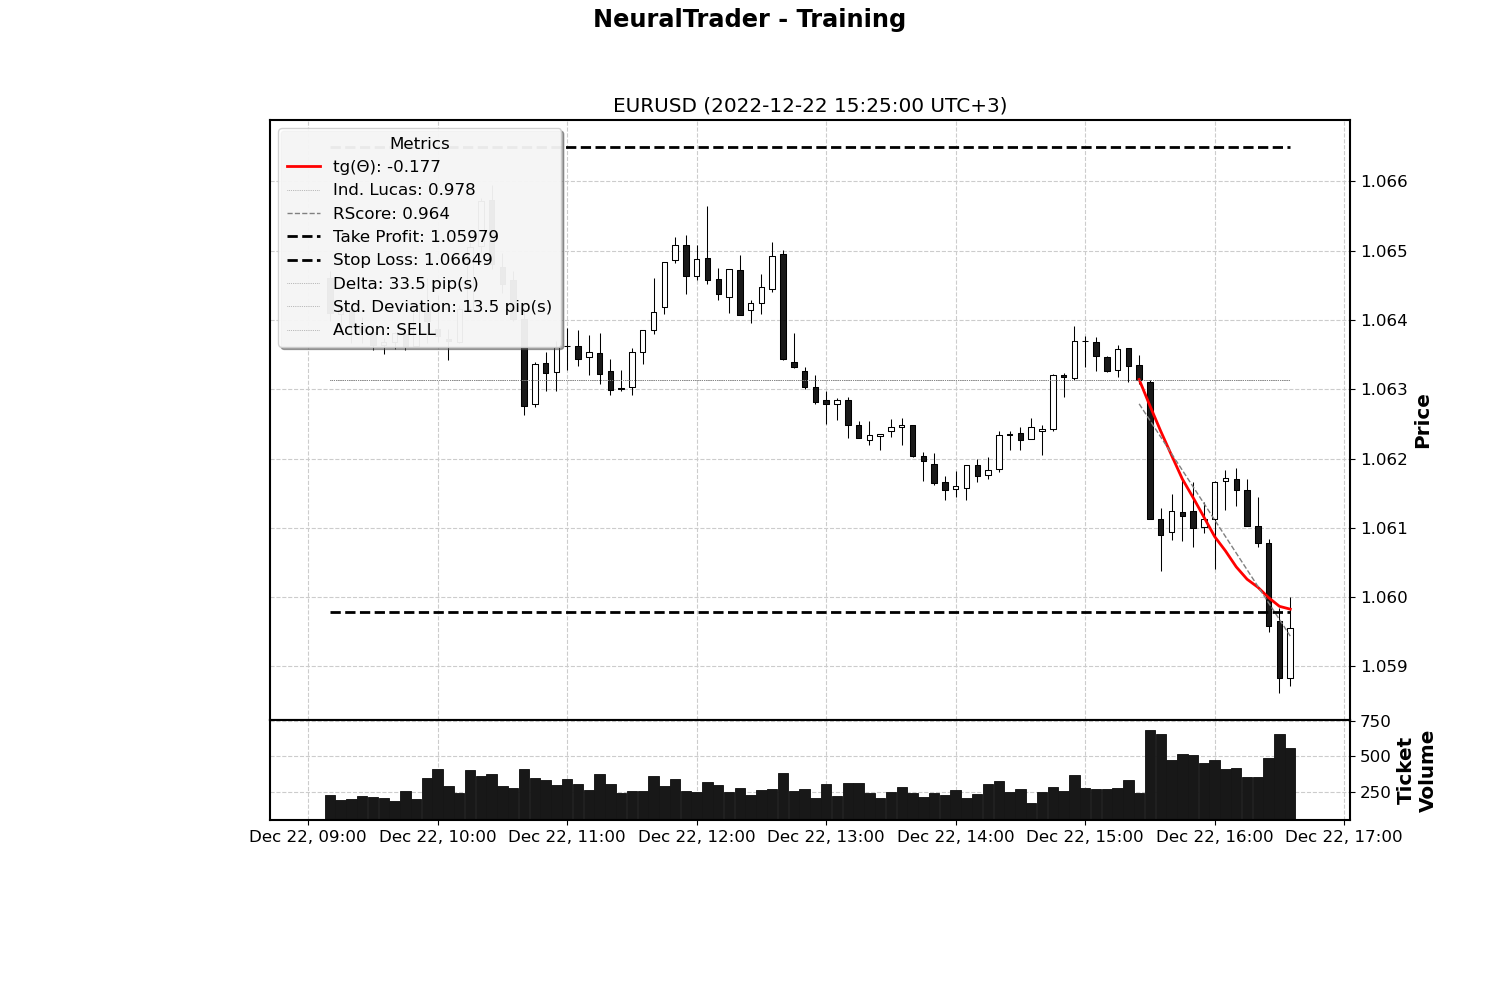 NeuralTrader - Training
EURUSD (2022-12-22 15:25:00 UTC+3)
Metrics
tg(Θ): -0.177
Ind. Lucas: 0.978
RScore: 0.964
Take Profit: 1.05979
Stop Loss: 1.06649
Delta: 33.5 pip(s)
Std. Deviation: 13.5 pip(s)
Action: SELL
1.066
1.065
1.064
1.063
1.062
1.061
1.060
1.059
Price
750
500
250
Ticket
Volume
Dec 22, 09:00 Dec 22, 10:00 Dec 22, 11:00 Dec 22, 12:00 Dec 22, 13:00 Dec 22, 14:00 Dec 22, 15:00 Dec 22, 16:00 Dec 22, 17:00